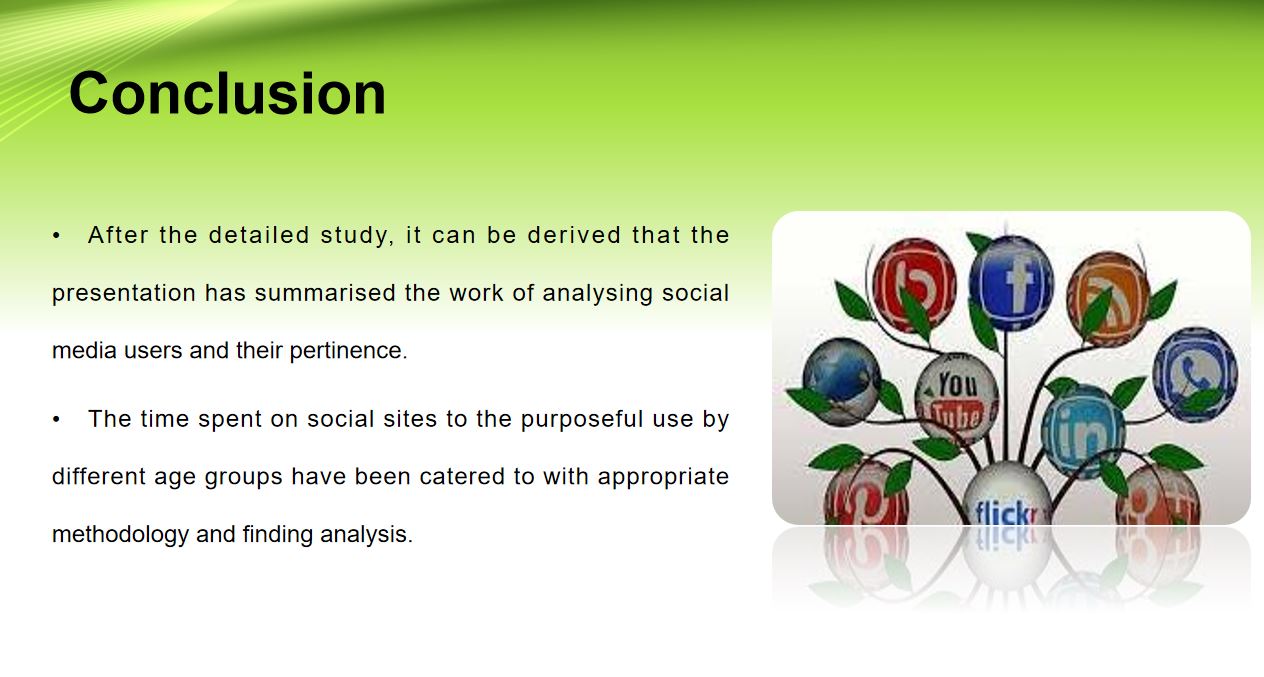 Conclusion
• After the detailed study, it can be derived that the
presentation has summarised the work of analysing social
media users and their pertinence.
• The time spent on social sites to the purposeful use by
different age groups have been catered to with appropriate
methodology and finding analysis.
You
Tube
in
flickr